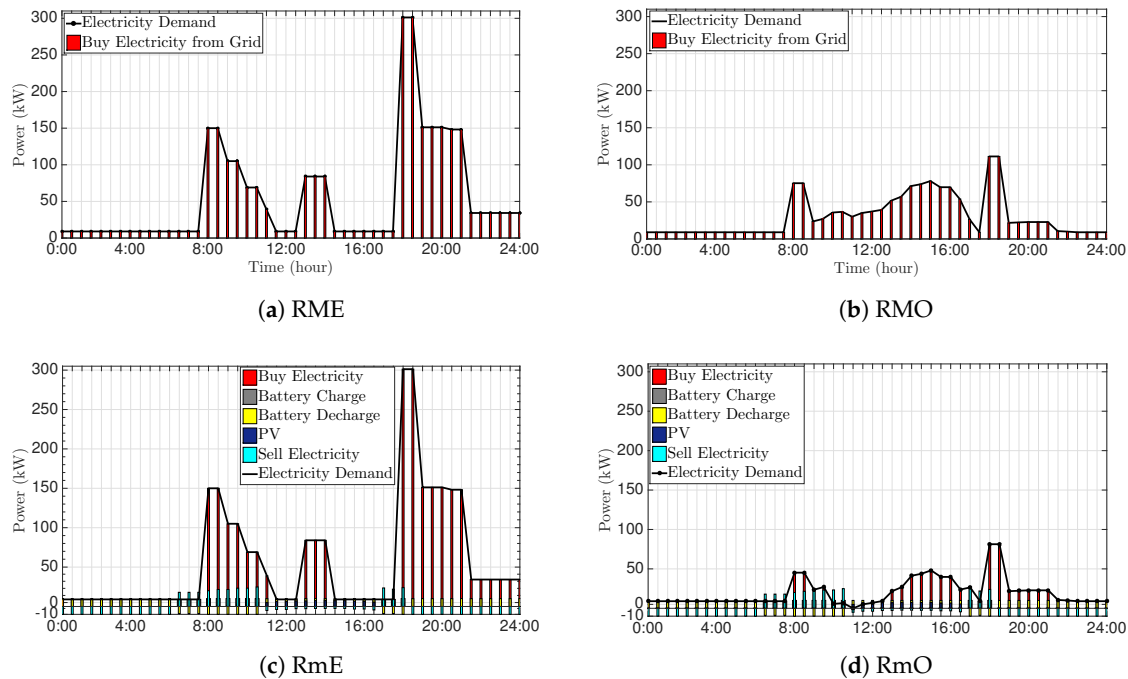 300
250
200
150
100
50
0
Power (kW)
Electricity Demand
Buy Electricity from Grid
0:00 4:00 8:00 12:00 16:00 20:00 24:00
Time (hour)
(a) RME
300
250
200
150
100
50
0
Power (kW)
Electricity Demand
Buy Electricity from Grid
0:00 4:00 8:00 12:00 16:00 20:00 24:00
Time (hour)
(b) RMO
300
250
200
150
100
50
0
-10
Power (kW)
Buy Electricity
Battery Charge
Battery Decharge
PV
Sell Electricity
Electricity Demand
0:00 4:00 8:00 12:00 16:00 20:00 24:00
(c) RmE
300
250
200
150
100
50
0
-10
Power (kW)
Buy Electricity
Battery Charge
Battery Decharge
PV
Sell Electricity
Electricity Demand
0:00 4:00 8:00 12:00 16:00 20:00 24:00
(d) RmO